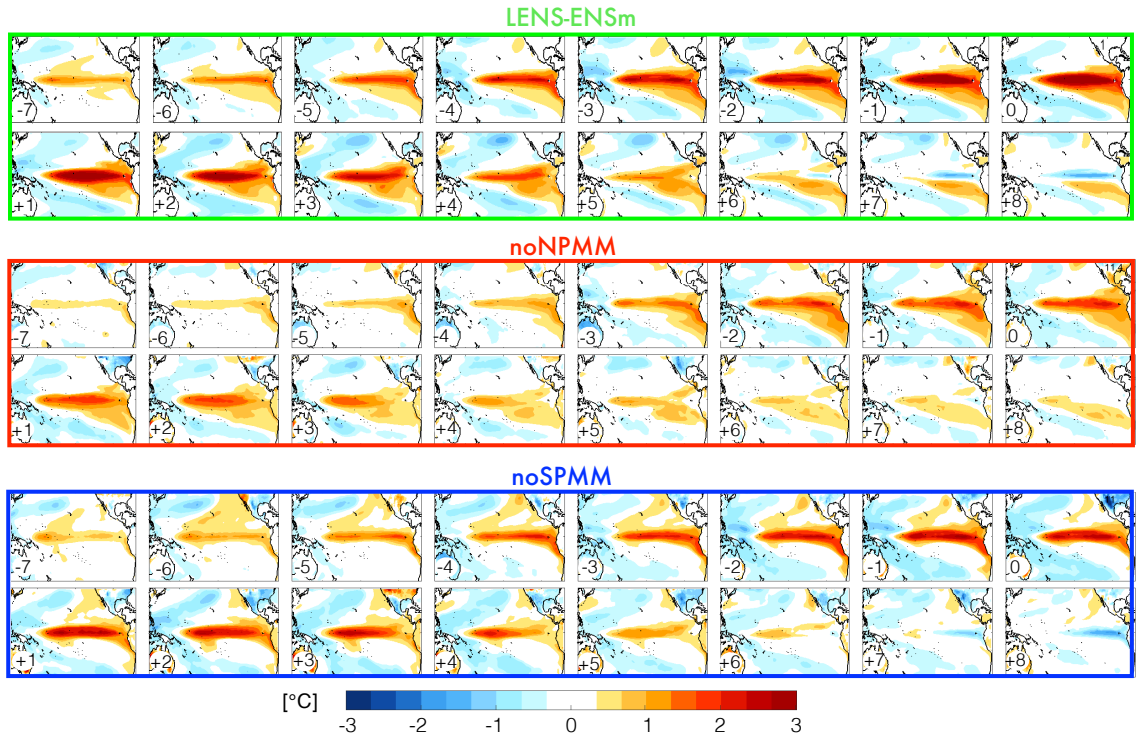 LENS-ENSm
-7 -6 -5 -4 -3 -2 -1 0
+1 +2 +3 +4 +5 +6 +7 +8
noNPMM
-7 -6 -5 -4 -3 -2 -1 0
+1 +2 +3 +4 +5 +6 +7 +8
noSPMM
-7 -6 -5 -4 -3 -2 -1 0
+1 +2 +3 +4 +5 +6 +7 +8
[°C]
-3 -2 -1 0 1 2 3